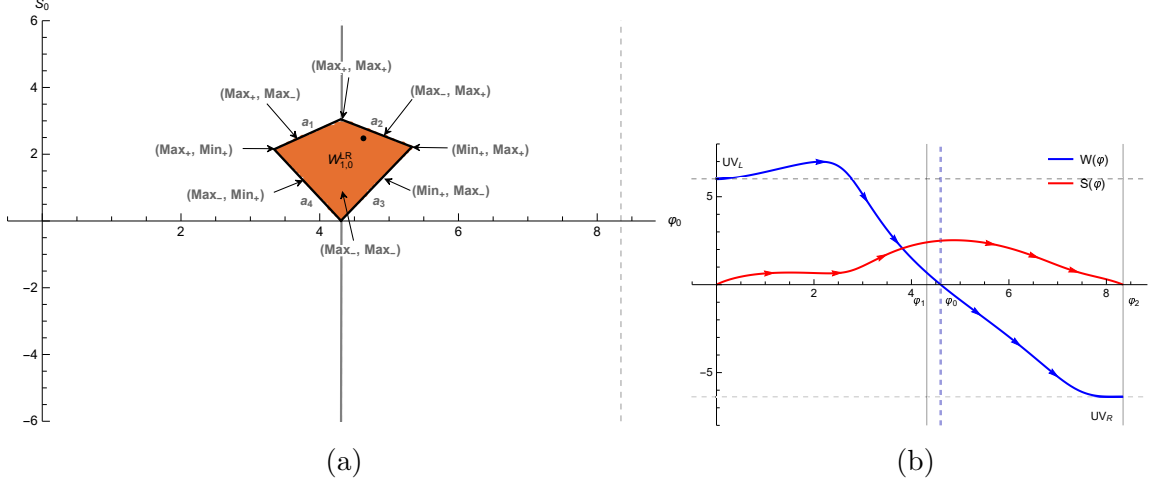 S₀
6
4
2
−2
−4
−6
2
4
6
8
φ₀
(Max₊, Max₊)
(Max₊, Max₋)
(Max₋, Max₊)
a₁
a₂
(Max₊, Min₊)
(Min₊, Max₊)
W₁,₀ᴸᴿ
(Max₋, Min₊)
(Min₊, Max₋)
a₄
a₃
(Max₋, Max₋)
(a)
UV_L
W(φ)
S(φ)
5
2
4
6
8
φ₁
φ₀
φ₂
−5
UV_R
(b)